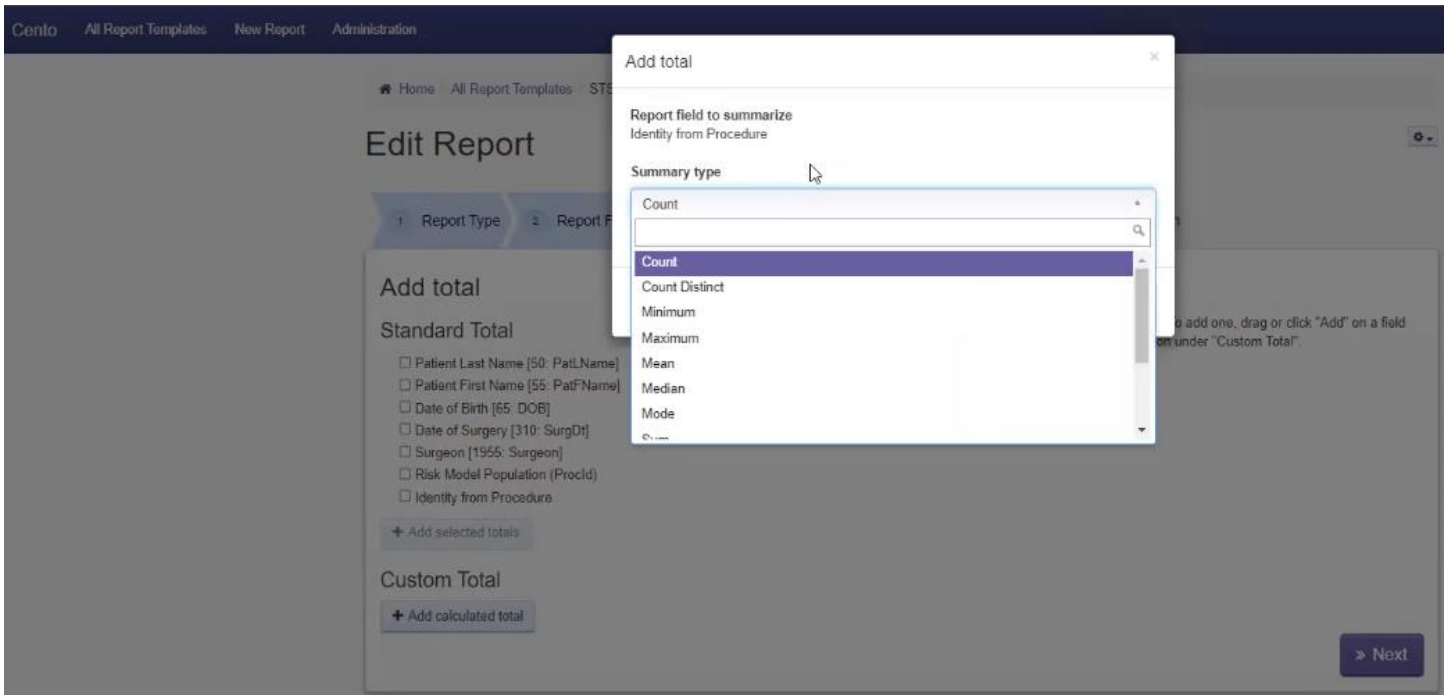 Cento All Report Templates New Report Administration
Add total
×
Home All Report Templates STS
Report field to summarize
Identity from Procedure
Edit Report
Summary type
Count
1 Report Type 2 Report F
Count
Count Distinct
Minimum
Maximum
Mean
Median
Mode
Sum
Add total
Standard Total
Patient Last Name [50: PatLName]
Patient First Name [55: PatFName]
Date of Birth [65: DOB]
Date of Surgery [310: SurgDt]
Surgeon [1955: Surgeon]
Risk Model Population (ProcId)
Identity from Procedure
o add one, drag or click "Add" on a field
on under "Custom Total".
+ Add selected totals
Custom Total
+ Add calculated total
» Next